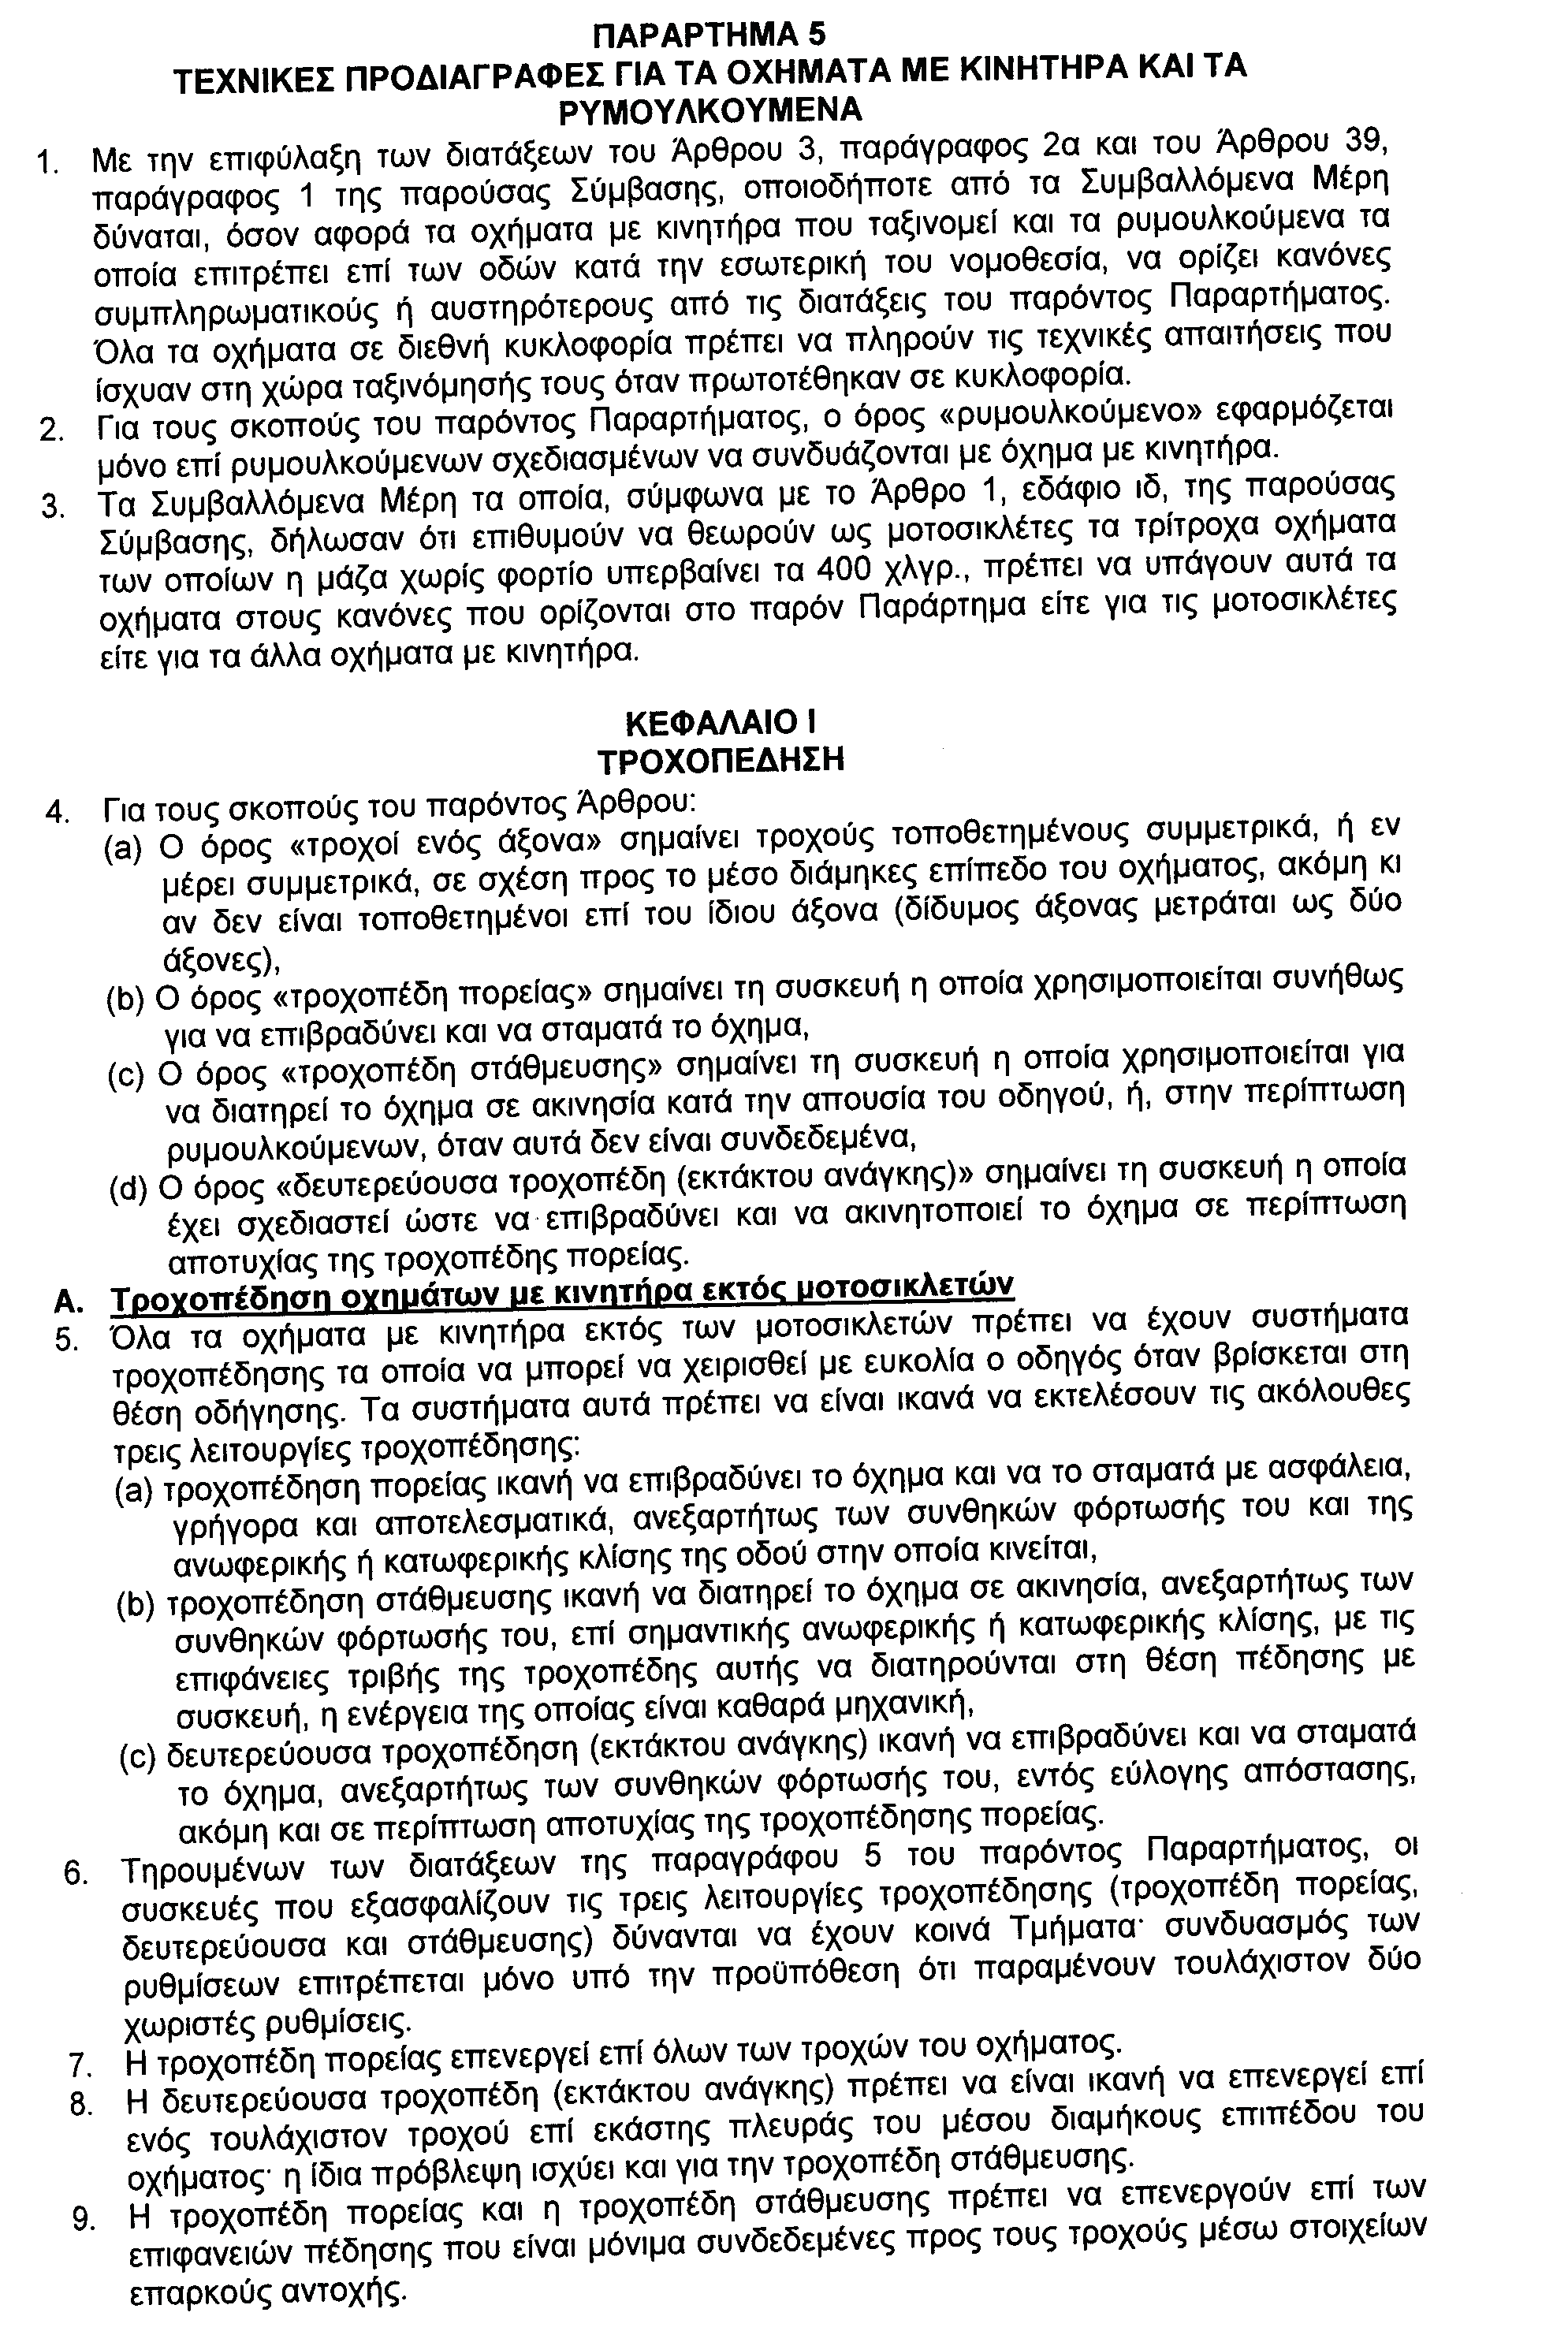 ΠΑΡΑΡΤΗΜΑ 5
ΤΕΧΝΙΚΕΣ ΠΡΟΔΙΑΓΡΑΦΕΣ ΓΙΑ ΤΑ ΟΧΗΜΑΤΑ ΜΕ ΚΙΝΗΤΗΡΑ ΚΑΙ ΤΑ
ΡΥΜΟΥΛΚΟΥΜΕΝΑ
1. Με την επιφύλαξη των διατάξεων του Άρθρου 3, παράγραφος 2α και του Άρθρου 39,
παράγραφος 1 της παρούσας Σύμβασης, οποιοδήποτε από τα Συμβαλλόμενα Μέρη
δύναται, όσον αφορά τα οχήματα με κινητήρα που ταξινομεί και τα ρυμουλκούμενα τα
οποία επιτρέπει επί των οδών κατά την εσωτερική του νομοθεσία, να ορίζει κανόνες
συμπληρωματικούς ή αυστηρότερους από τις διατάξεις του παρόντος Παραρτήματος.
Όλα τα οχήματα σε διεθνή κυκλοφορία πρέπει να πληρούν τις τεχνικές απαιτήσεις που
ίσχυαν στη χώρα ταξινόμησής τους όταν πρωτοτέθηκαν σε κυκλοφορία.
2. Για τους σκοπούς του παρόντος Παραρτήματος, ο όρος «ρυμουλκούμενο» εφαρμόζεται
μόνο επί ρυμουλκούμενων σχεδιασμένων να συνδυάζονται με όχημα με κινητήρα.
3. Τα Συμβαλλόμενα Μέρη τα οποία, σύμφωνα με το Άρθρο 1, εδάφιο ιδ, της παρούσας
Σύμβασης, δήλωσαν ότι επιθυμούν να θεωρούν ως μοτοσικλέτες τα τρίτροχα οχήματα
των οποίων η μάζα χωρίς φορτίο υπερβαίνει τα 400 χλγρ., πρέπει να υπάγουν αυτά τα
οχήματα στους κανόνες που ορίζονται στο παρόν Παράρτημα είτε για τις μοτοσικλέτες
είτε για τα άλλα οχήματα με κινητήρα.
ΚΕΦΑΛΑΙΟ Ι
ΤΡΟΧΟΠΕΔΗΣΗ
4. Για τους σκοπούς του παρόντος Άρθρου:
(a) Ο όρος «τροχοί ενός άξονα» σημαίνει τροχούς τοποθετημένους συμμετρικά, ή εν
μέρει συμμετρικά, σε σχέση προς το μέσο διάμηκες επίπεδο του οχήματος, ακόμη κι
αν δεν είναι τοποθετημένοι επί του ίδιου άξονα (δίδυμος άξονας μετράται ως δύο
άξονες),
(b) Ο όρος «τροχοπέδη πορείας» σημαίνει τη συσκευή η οποία χρησιμοποιείται συνήθως
για να επιβραδύνει και να σταματά το όχημα,
(c) Ο όρος «τροχοπέδη στάθμευσης» σημαίνει τη συσκευή η οποία χρησιμοποιείται για
να διατηρεί το όχημα σε ακινησία κατά την απουσία του οδηγού, ή, στην περίπτωση
ρυμουλκούμενων, όταν αυτά δεν είναι συνδεδεμένα,
(d) Ο όρος «δευτερεύουσα τροχοπέδη (εκτάκτου ανάγκης)» σημαίνει τη συσκευή η οποία
έχει σχεδιαστεί ώστε να επιβραδύνει και να ακινητοποιεί το όχημα σε περίπτωση
αποτυχίας της τροχοπέδης πορείας.
Α. Τροχοπέδηση οχημάτων με κινητήρα εκτός μοτοσικλετών
5. Όλα τα οχήματα με κινητήρα εκτός των μοτοσικλετών πρέπει να έχουν συστήματα
τροχοπέδησης τα οποία να μπορεί να χειρισθεί με ευκολία ο οδηγός όταν βρίσκεται στη
θέση οδήγησης. Τα συστήματα αυτά πρέπει να είναι ικανά να εκτελέσουν τις ακόλουθες
τρεις λειτουργίες τροχοπέδησης:
(a) τροχοπέδηση πορείας ικανή να επιβραδύνει το όχημα και να το σταματά με ασφάλεια,
γρήγορα και αποτελεσματικά, ανεξαρτήτως των συνθηκών φόρτωσής του και της
ανωφερικής ή κατωφερικής κλίσης της οδού στην οποία κινείται,
(b) τροχοπέδηση στάθμευσης ικανή να διατηρεί το όχημα σε ακινησία, ανεξαρτήτως των
συνθηκών φόρτωσής του, επί σημαντικής ανωφερικής ή κατωφερικής κλίσης, με τις
επιφάνειες τριβής της τροχοπέδης αυτής να διατηρούνται στη θέση πέδησης με
συσκευή, η ενέργεια της οποίας είναι καθαρά μηχανική,
(c) δευτερεύουσα τροχοπέδηση (εκτάκτου ανάγκης) ικανή να επιβραδύνει και να σταματά
το όχημα, ανεξαρτήτως των συνθηκών φόρτωσής του, εντός εύλογης απόστασης,
ακόμη και σε περίπτωση αποτυχίας της τροχοπέδησης πορείας.
6. Τηρουμένων των διατάξεων της παραγράφου 5 του παρόντος Παραρτήματος, οι
συσκευές που εξασφαλίζουν τις τρεις λειτουργίες τροχοπέδησης (τροχοπέδη πορείας,
δευτερεύουσα και στάθμευσης) δύνανται να έχουν κοινά Τμήματα· συνδυασμός των
ρυθμίσεων επιτρέπεται μόνο υπό την προϋπόθεση ότι παραμένουν τουλάχιστον δύο
χωριστές ρυθμίσεις.
7. Η τροχοπέδη πορείας επενεργεί επί όλων των τροχών του οχήματος.
8. Η δευτερεύουσα τροχοπέδη (εκτάκτου ανάγκης) πρέπει να είναι ικανή να επενεργεί επί
ενός τουλάχιστον τροχού επί εκάστης πλευράς του μέσου διαμήκους επιπέδου του
οχήματος· η ίδια πρόβλεψη ισχύει και για την τροχοπέδη στάθμευσης.
9. Η τροχοπέδη πορείας και η τροχοπέδη στάθμευσης πρέπει να επενεργούν επί των
επιφανειών πέδησης που είναι μόνιμα συνδεδεμένες προς τους τροχούς μέσω στοιχείων
επαρκούς αντοχής.